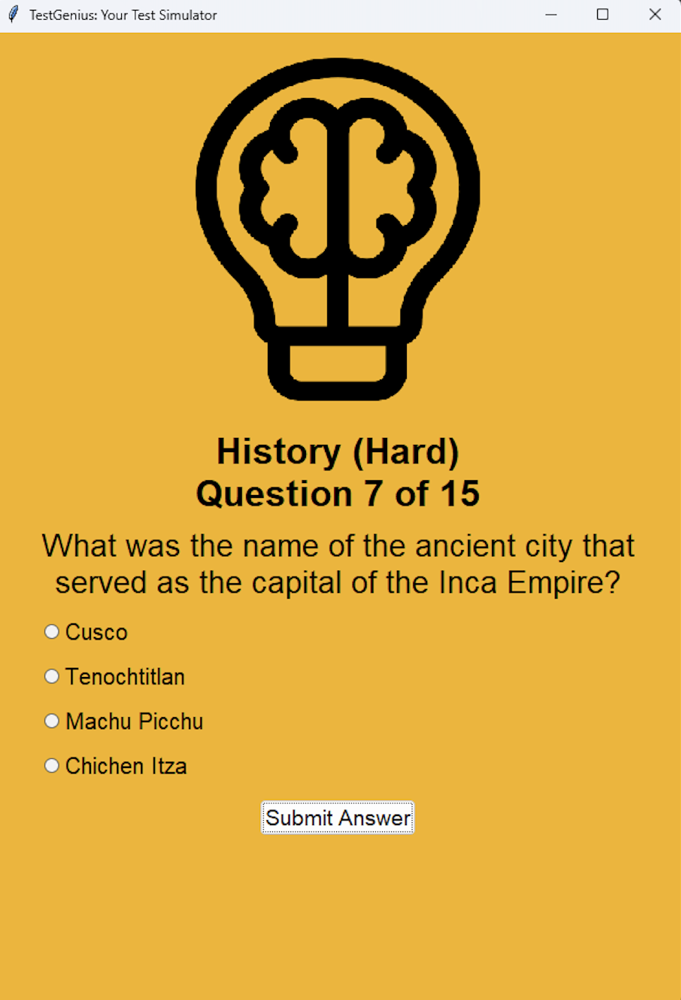 TestGenius: Your Test Simulator
History (Hard)
Question 7 of 15
What was the name of the ancient city that
served as the capital of the Inca Empire?
Cusco
Tenochtitlan
Machu Picchu
Chichen Itza
Submit Answer